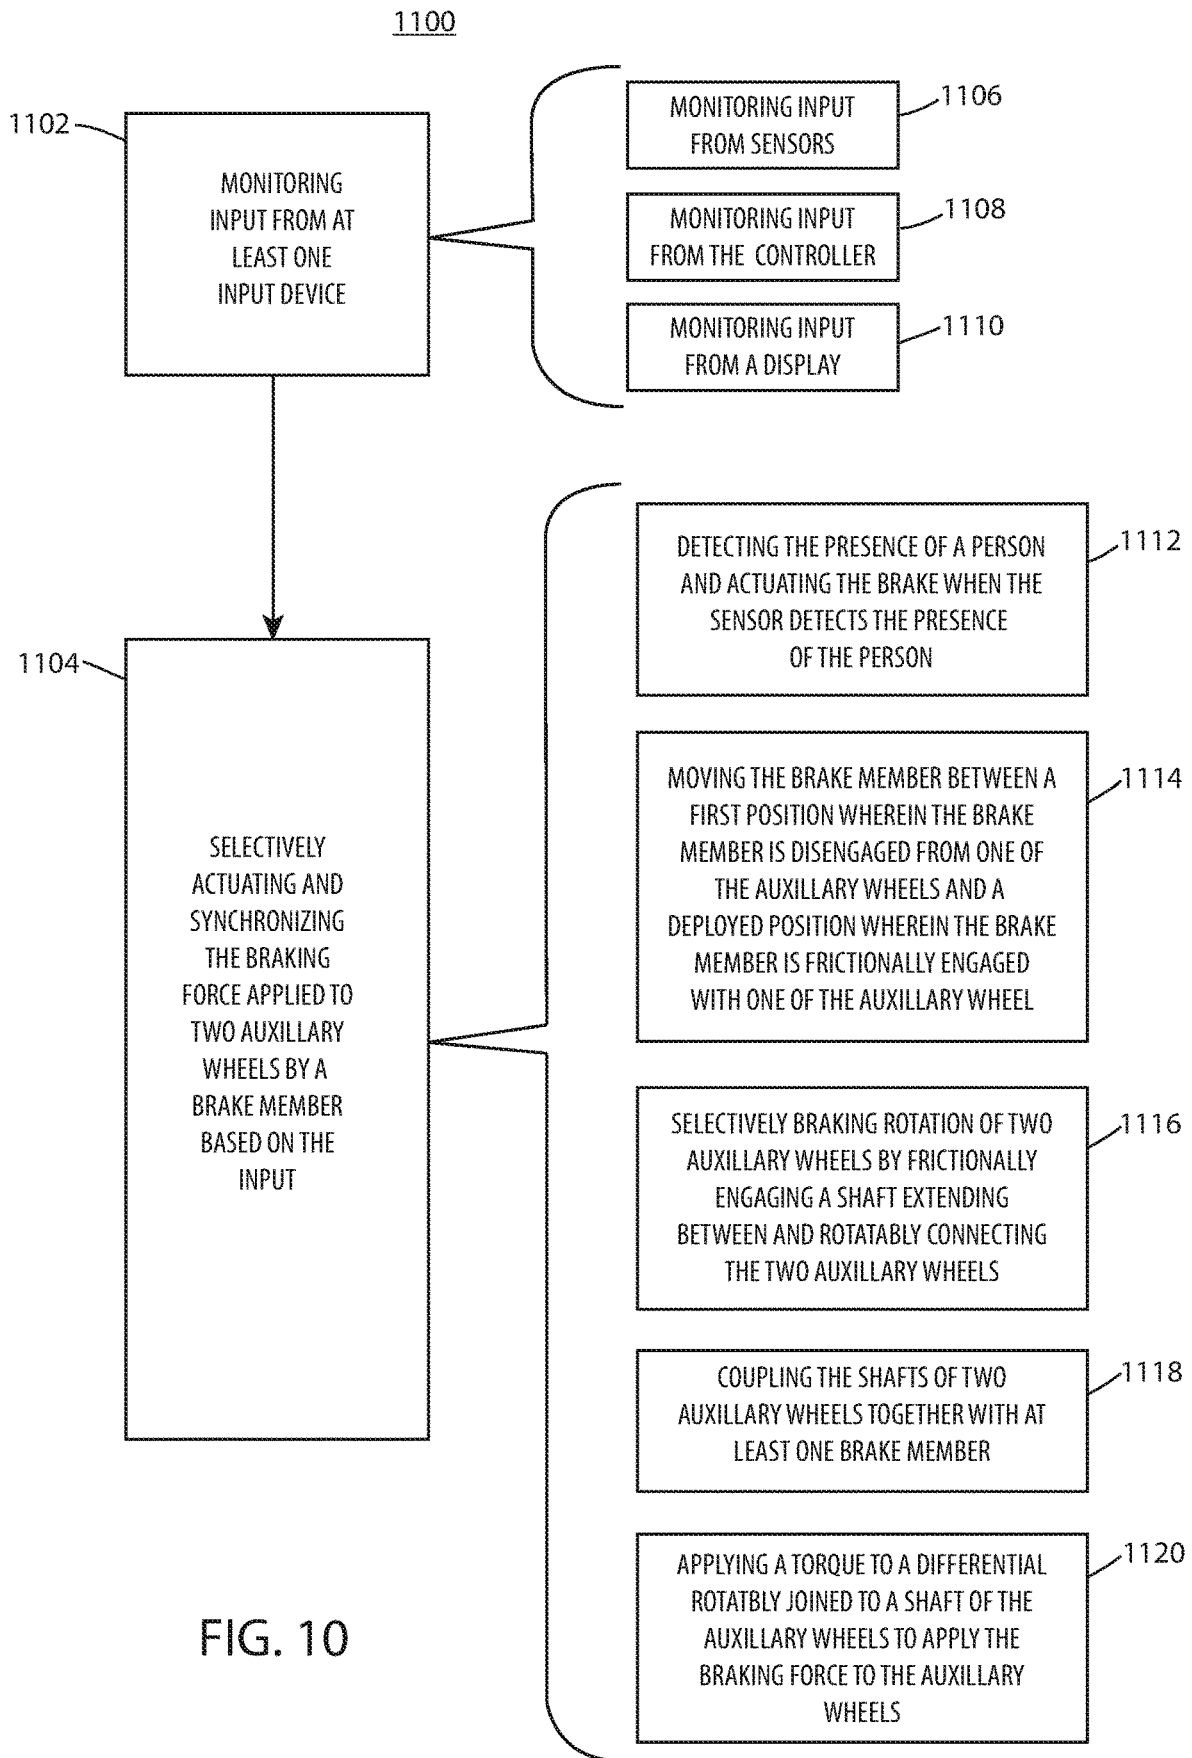 1100
1102
MONITORING
INPUT FROM AT
LEAST ONE
INPUT DEVICE
MONITORING INPUT
FROM SENSORS
1106
MONITORING INPUT
FROM THE CONTROLLER
1108
MONITORING INPUT
FROM A DISPLAY
1110
1104
SELECTIVELY
ACTUATING AND
SYNCHRONIZING
THE BRAKING
FORCE APPLIED TO
TWO AUXILLARY
WHEELS BY A
BRAKE MEMBER
BASED ON THE
INPUT
DETECTING THE PRESENCE OF A PERSON
AND ACTUATING THE BRAKE WHEN THE
SENSOR DETECTS THE PRESENCE
OF THE PERSON
1112
MOVING THE BRAKE MEMBER BETWEEN A
FIRST POSITION WHEREIN THE BRAKE
MEMBER IS DISENGAGED FROM ONE OF
THE AUXILLARY WHEELS AND A
DEPLOYED POSITION WHEREIN THE BRAKE
MEMBER IS FRICTIONALLY ENGAGED
WITH ONE OF THE AUXILLARY WHEEL
1114
SELECTIVELY BRAKING ROTATION OF TWO
AUXILLARY WHEELS BY FRICTIONALLY
ENGAGING A SHAFT EXTENDING
BETWEEN AND ROTATABLY CONNECTING
THE TWO AUXILLARY WHEELS
1116
COUPLING THE SHAFTS OF TWO
AUXILLARY WHEELS TOGETHER WITH AT
LEAST ONE BRAKE MEMBER
1118
APPLYING A TORQUE TO A DIFFERENTIAL
ROTATBLY JOINED TO A SHAFT OF THE
AUXILLARY WHEELS TO APPLY THE
BRAKING FORCE TO THE AUXILLARY
WHEELS
1120
FIG. 10